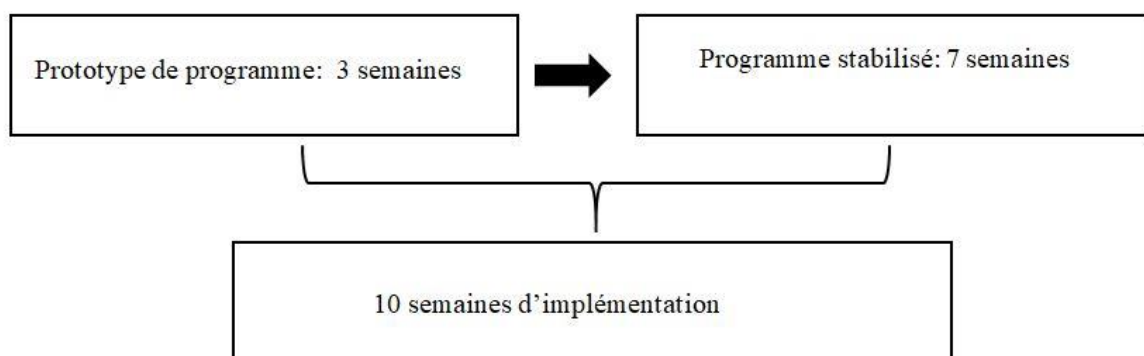 Prototype de programme: 3 semaines
Programme stabilisé: 7 semaines
10 semaines d’implémentation